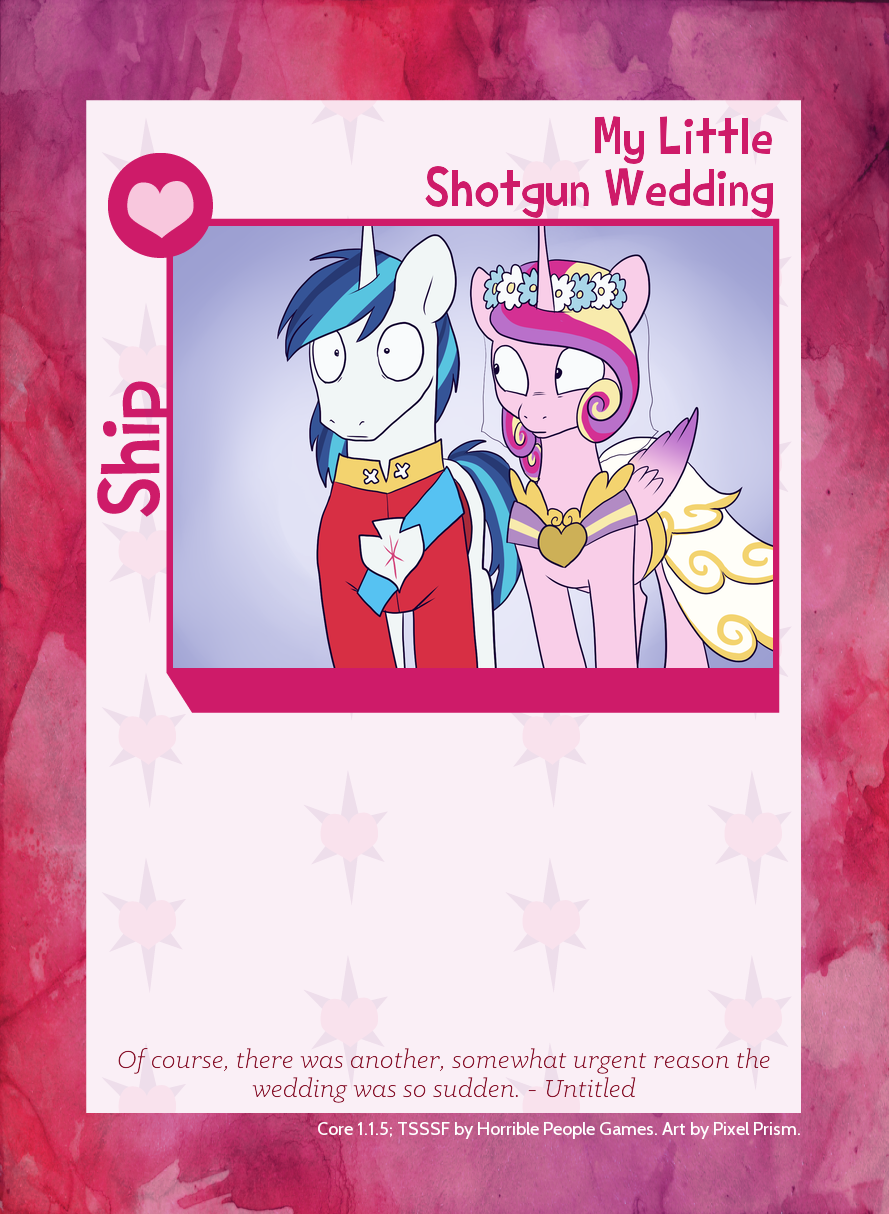 My Little
Shotgun Wedding
Ship
Of course, there was another, somewhat urgent reason the
wedding was so sudden. - Untitled
Core 1.1.5; TSSSF by Horrible People Games. Art by Pixel Prism.